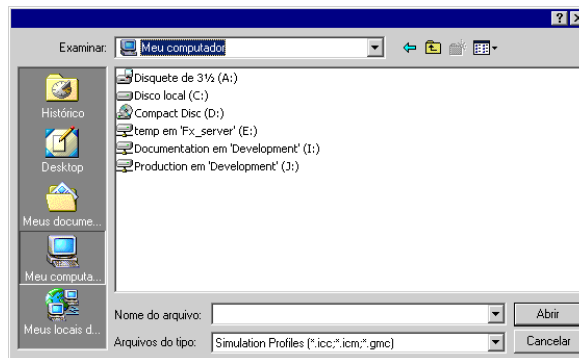 Examinar: Meu computador
Disquete de 3½ (A:)
Disco local (C:)
Compact Disc (D:)
temp em 'Fx_server' (E:)
Documentation em 'Development' (I:)
Production em 'Development' (J:)
Histórico
Desktop
Meus docume...
Meu computa...
Meus locais d...
Nome do arquivo: Abrir
Arquivos do tipo: Simulation Profiles (*.icc;*.icm;*.gmc) Cancelar